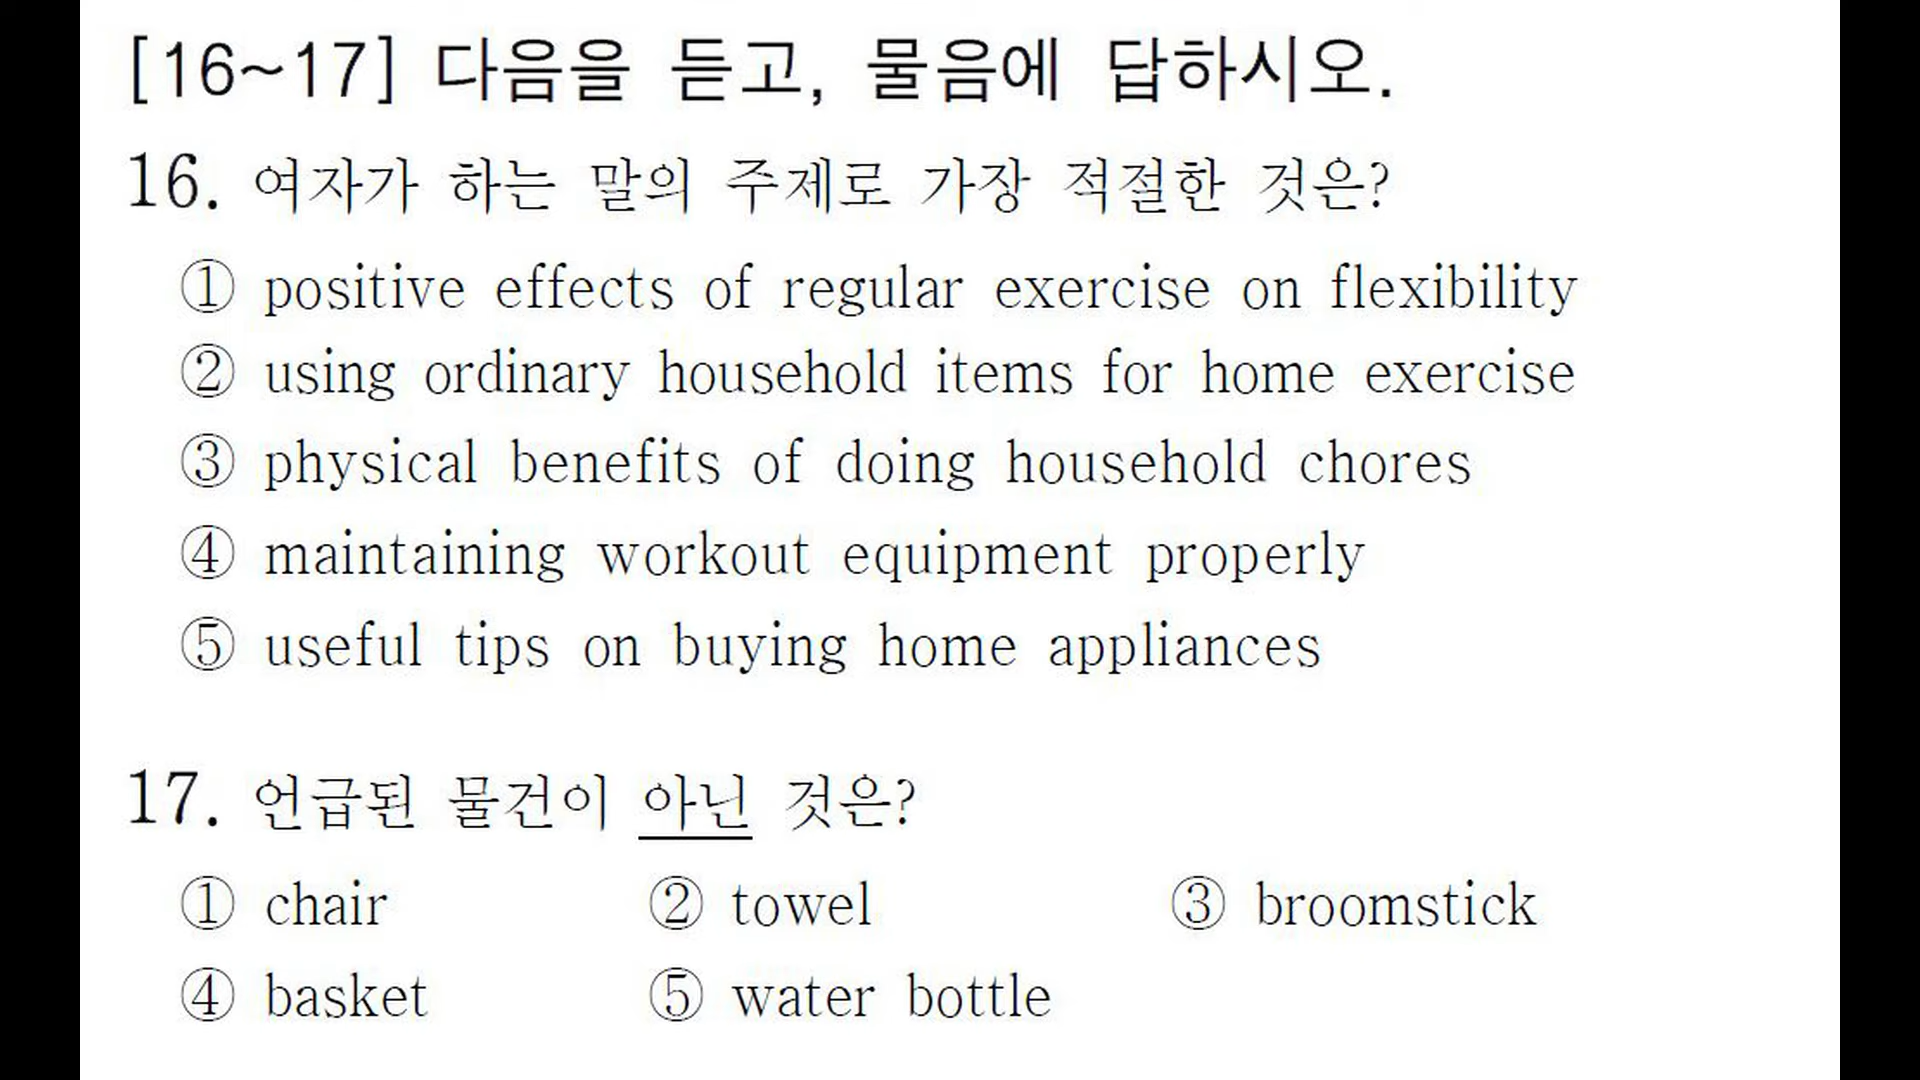 [16~17] 다음을 듣고, 물음에 답하시오.
16. 여자가 하는 말의 주제로 가장 적절한 것은?
① positive effects of regular exercise on flexibility
② using ordinary household items for home exercise
③ physical benefits of doing household chores
④ maintaining workout equipment properly
⑤ useful tips on buying home appliances
17. 언급된 물건이 아닌 것은?
① chair ② towel ③ broomstick
④ basket ⑤ water bottle